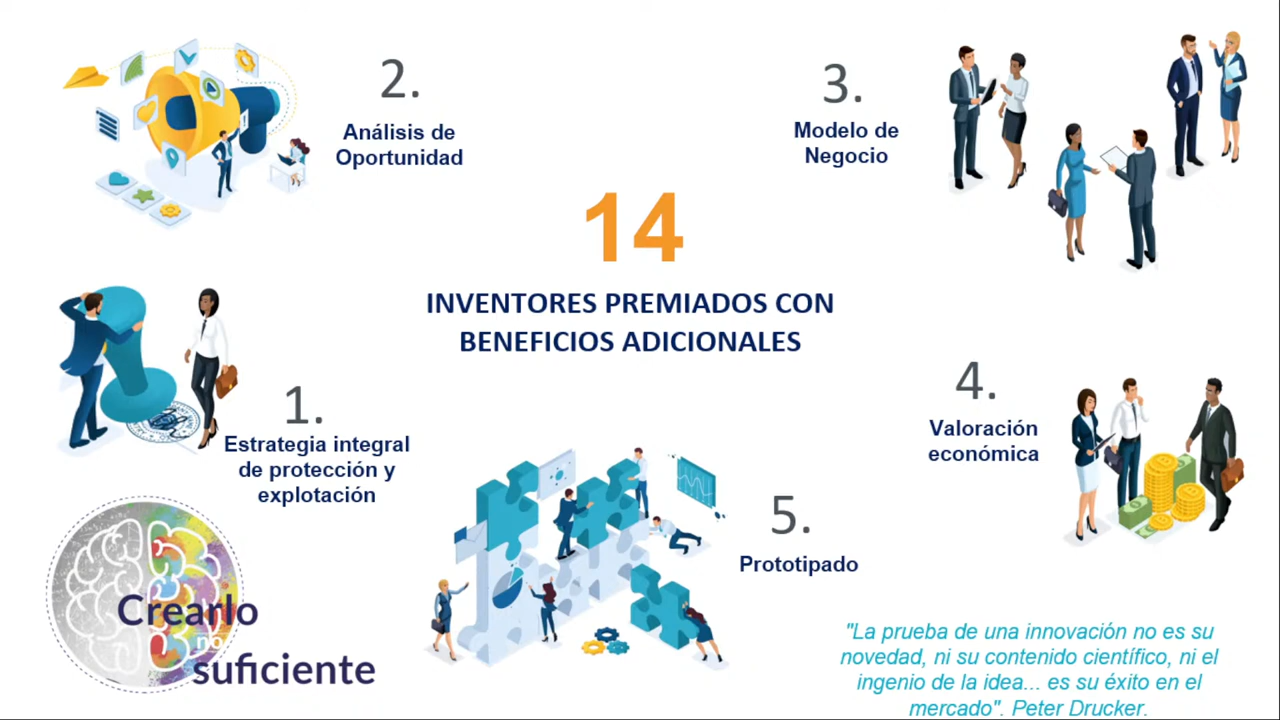 2.
Análisis de
Oportunidad
3.
Modelo de
Negocio
14
INVENTORES PREMIADOS CON
BENEFICIOS ADICIONALES
1.
Estrategia integral
de protección y
explotación
4.
Valoración
económica
5.
Prototipado
Crearlo
no
suficiente
"La prueba de una innovación no es su
novedad, ni su contenido científico, ni el
ingenio de la idea... es su éxito en el
mercado". Peter Drucker.